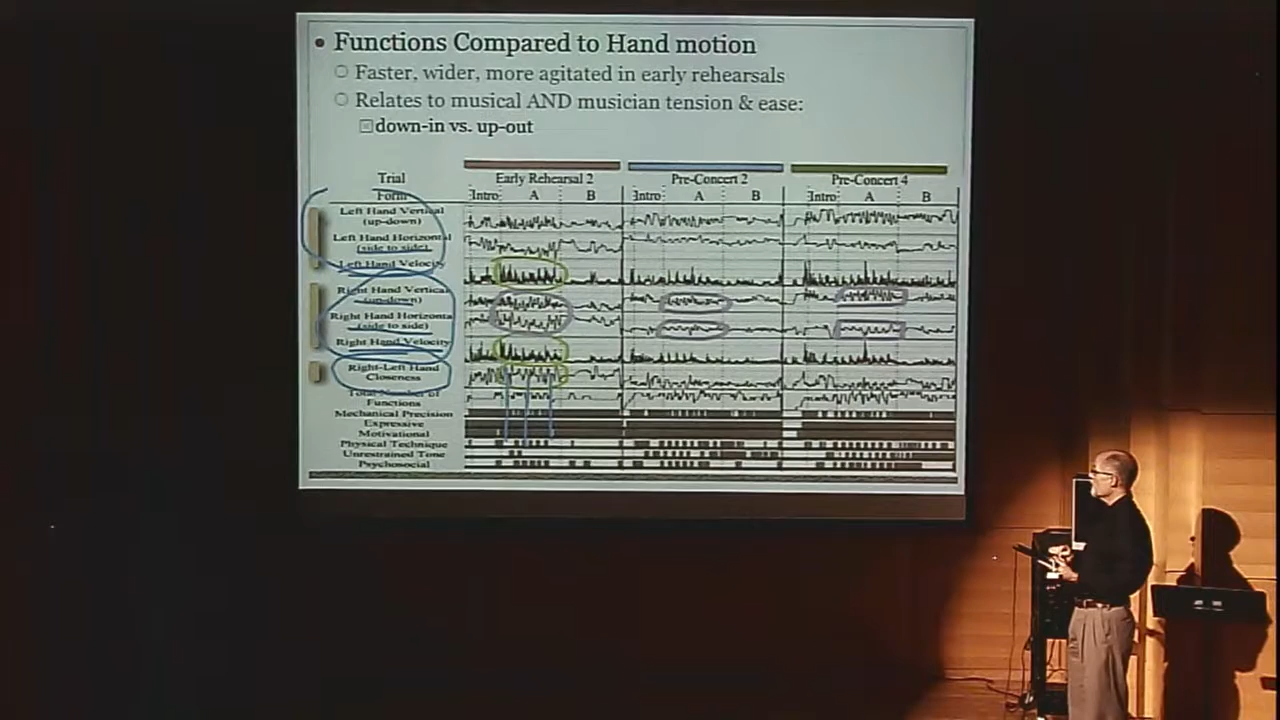 Functions Compared to Hand motion
Faster, wider, more agitated in early rehearsals
Relates to musical AND musician tension & ease:
down-in vs. up-out
Trial Early Rehearsal 2 Pre-Concert 2 Pre-Concert 4
Form Intro A B Intro A B Intro A B
Left Hand Vertical
(up-down)
Left Hand Horizontal
(side to side)
Left Hand Velocity
Right Hand Vertical
(up-down)
Right Hand Horizonta
(side to side)
Right Hand Velocity
Right-Left Hand
Closeness
Total Number of
Functions
Mechanical Precision
Expressive
Motivational
Physical Technique
Unrestrained Tone
Psychosocial